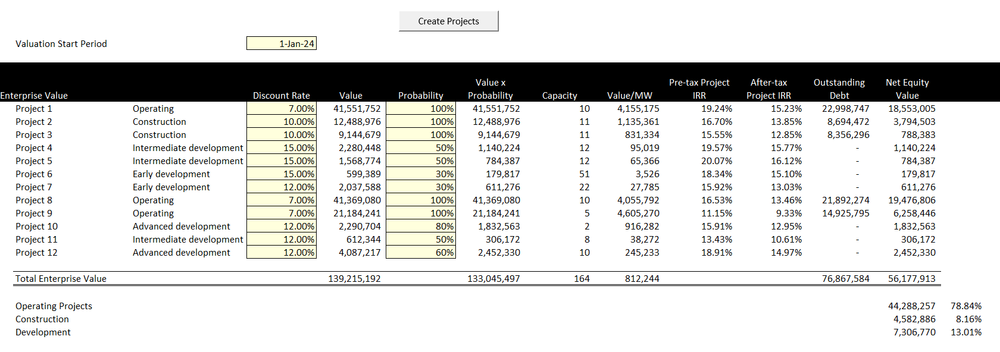 Create Projects
Valuation Start Period 1-Jan-24
Value x Pre-tax Project After-tax Outstanding Net Equity
Enterprise Value Discount Rate Value Probability Probability Capacity Value/MW IRR Project IRR Debt Value
Project 1 Operating 7.00% 41,551,752 100% 41,551,752 10 4,155,175 19.24% 15.23% 22,998,747 18,553,005
Project 2 Construction 10.00% 12,488,976 100% 12,488,976 11 1,135,361 16.70% 13.85% 8,694,472 3,794,503
Project 3 Construction 10.00% 9,144,679 100% 9,144,679 11 831,334 15.55% 12.85% 8,356,296 788,383
Project 4 Intermediate development 15.00% 2,280,448 50% 1,140,224 12 95,019 19.57% 15.77% - 1,140,224
Project 5 Intermediate development 15.00% 1,568,774 50% 784,387 12 65,366 20.07% 16.12% - 784,387
Project 6 Early development 15.00% 599,389 30% 179,817 51 3,526 18.34% 15.10% - 179,817
Project 7 Early development 12.00% 2,037,588 30% 611,276 22 27,785 15.92% 13.03% - 611,276
Project 8 Operating 7.00% 41,369,080 100% 41,369,080 10 4,055,792 16.53% 13.46% 21,892,274 19,476,806
Project 9 Operating 7.00% 21,184,241 100% 21,184,241 5 4,605,270 11.15% 9.33% 14,925,795 6,258,446
Project 10 Advanced development 12.00% 2,290,704 80% 1,832,563 2 916,282 15.91% 12.95% - 1,832,563
Project 11 Intermediate development 12.00% 612,344 50% 306,172 8 38,272 13.43% 10.61% - 306,172
Project 12 Advanced development 12.00% 4,087,217 60% 2,452,330 10 245,233 18.91% 14.97% - 2,452,330
Total Enterprise Value 139,215,192 133,045,497 164 812,244 76,867,584 56,177,913
Operating Projects 44,288,257 78.84%
Construction 4,582,886 8.16%
Development 7,306,770 13.01%